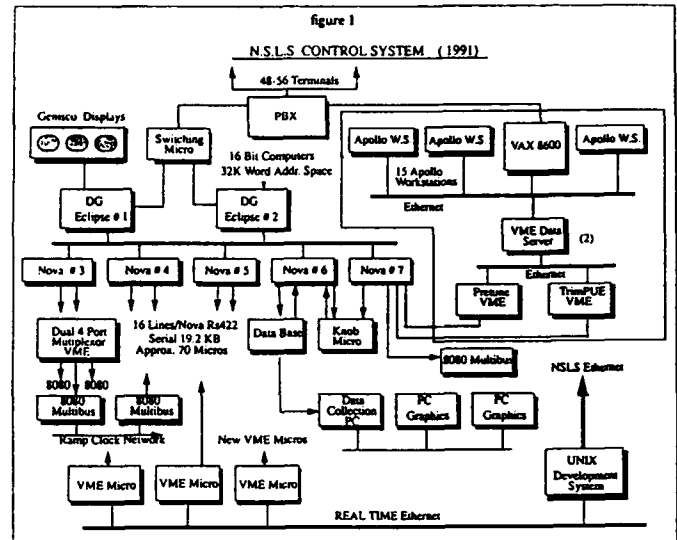 figure 1
N.S.L.S CONTROL SYSTEM (1991)
48-56 Terminals
PBX
Displays
Switching
Micro
16 Bit Computers
32K Word Addr. Space
DG
Eclipse # 1
DG
Eclipse # 2
Apollo W.S.
Apollo W.S.
VAX 8600
Apollo W.S.
15 Apollo
Workstations
Ethernet
VME Data
Server
(2)
Ethernet
Pretune
VME
TrimPUE
VME
Nova # 3
Nova # 4
Nova # 5
Nova # 6
Nova # 7
Dual 4 Port
Mutiplexor
VME
16 Lines/Nova Rs422
Serial 19.2 KB
Approx. 70 Micros
Data Base
Knob
Micro
8080 Multibus
8080
8080
8080
Multibus
8080
Multibus
Ramp Clock Network
Data
Collection
PC
PC
Graphics
PC
Graphics
NSLS Ethernet
New VME Micros
VME Micro
VME Micro
VME Micro
UNIX
Development
System
REAL TIME Ethernet